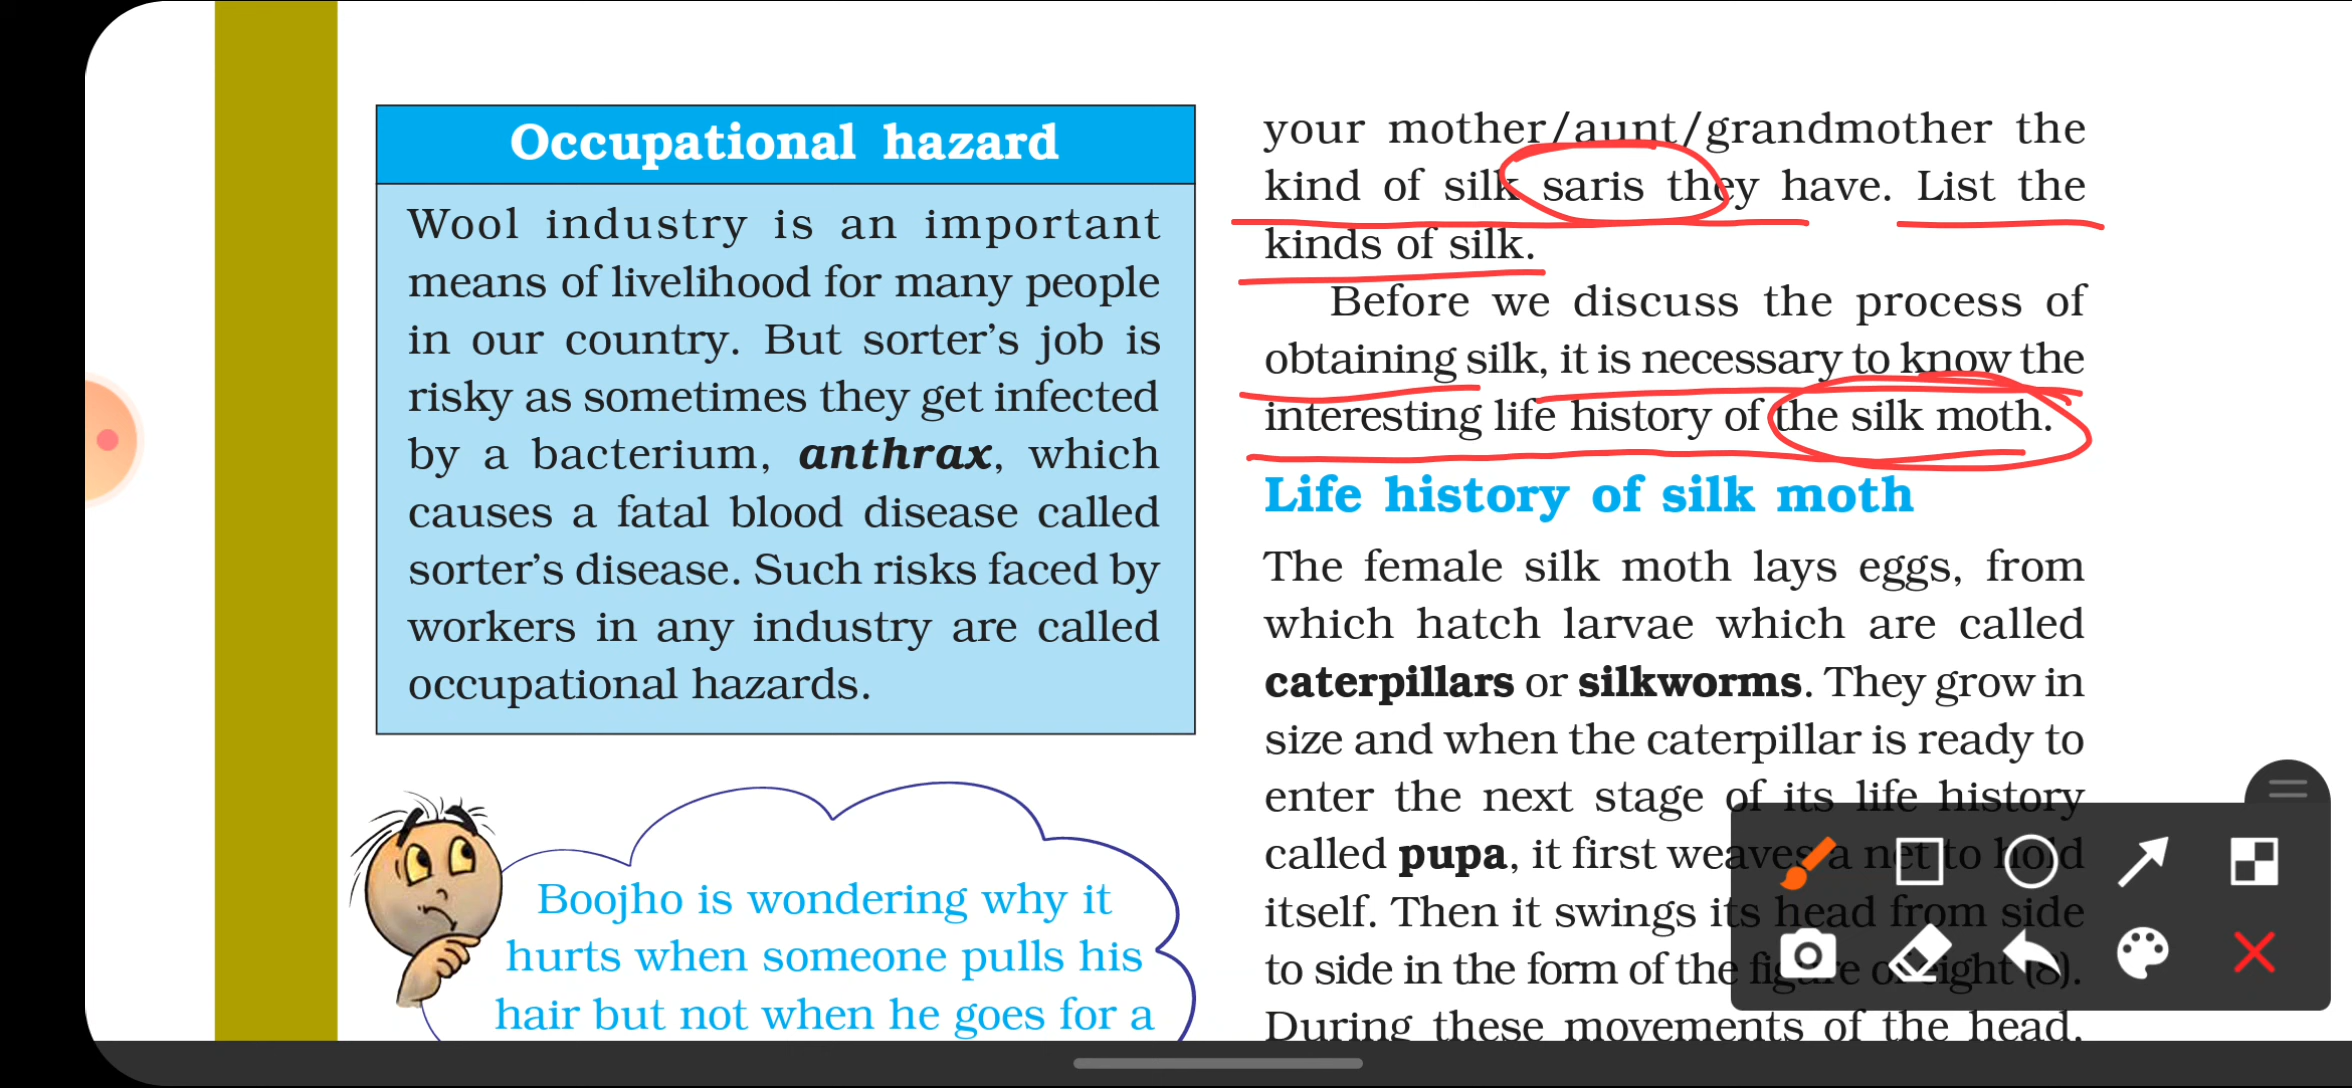 Occupational hazard
Wool industry is an important
means of livelihood for many people
in our country. But sorter’s job is
risky as sometimes they get infected
by a bacterium, anthrax, which
causes a fatal blood disease called
sorter’s disease. Such risks faced by
workers in any industry are called
occupational hazards.
Boojho is wondering why it
hurts when someone pulls his
hair but not when he goes for a
your mother/aunt/grandmother the
kind of silk saris they have. List the
kinds of silk.
Before we discuss the process of
obtaining silk, it is necessary to know the
interesting life history of the silk moth.
Life history of silk moth
The female silk moth lays eggs, from
which hatch larvae which are called
caterpillars or silkworms. They grow in
size and when the caterpillar is ready to
enter the next stage of its life history
called pupa, it first weaves a net to hold
itself. Then it swings its head from side
to side in the form of the figure of eight (8).
During these movements of the head,